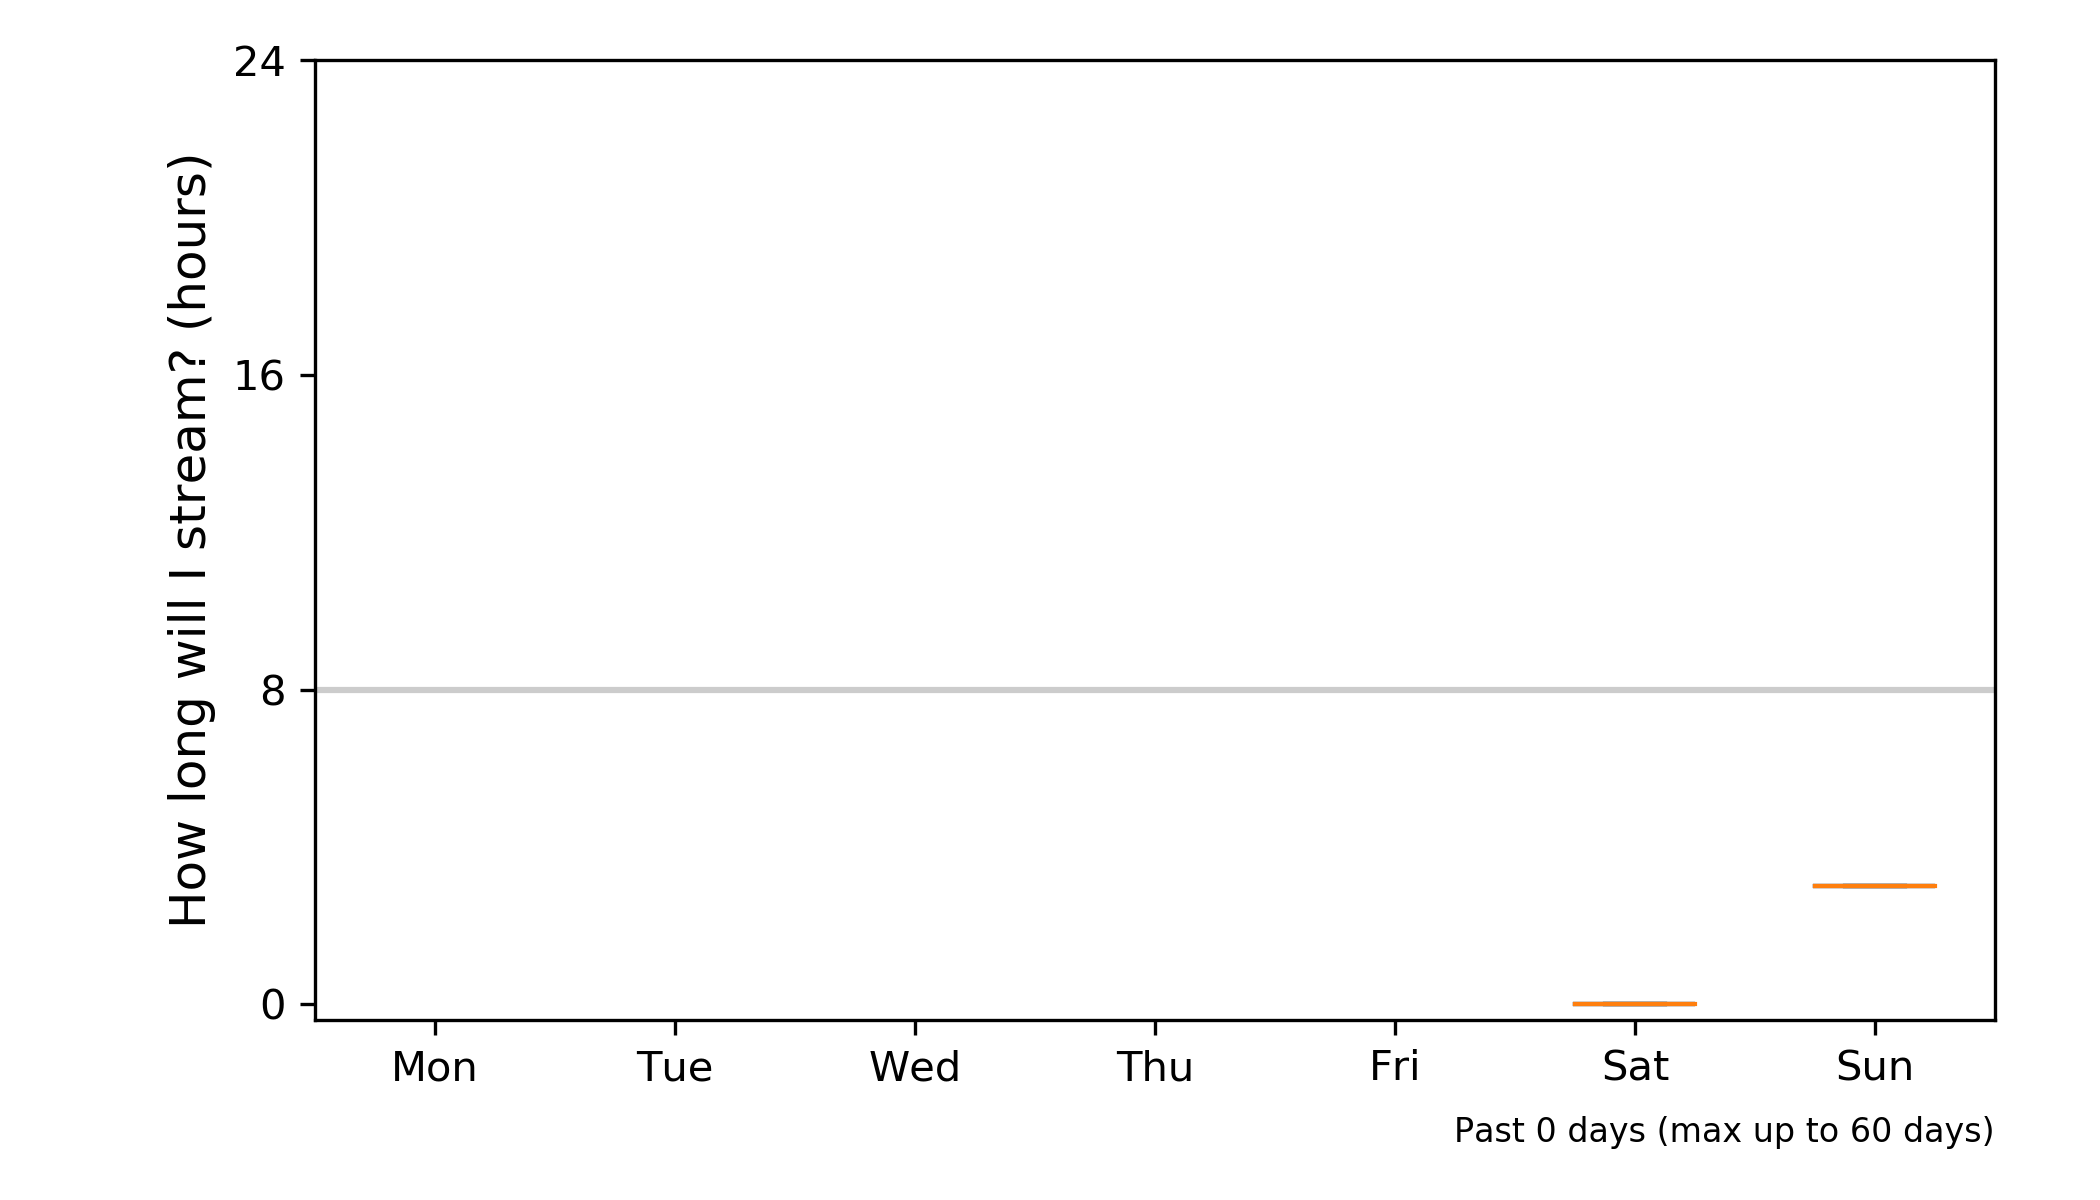 How long will I stream? (hours)
24
16
8
0
Mon Tue Wed Thu Fri Sat Sun
Past 0 days (max up to 60 days)